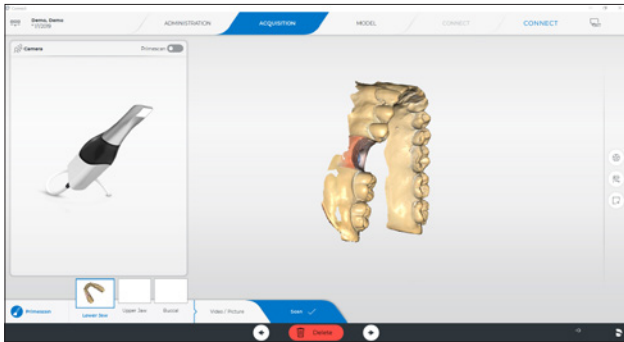 Demo, Demo
ADMINISTRATION
ACQUISITION
MODEL
CONNECT
CONNECT
Camera
Primescan
Primescan
Lower Jaw
Upper Jaw
Buccal
Video / Picture
Scan
Delete